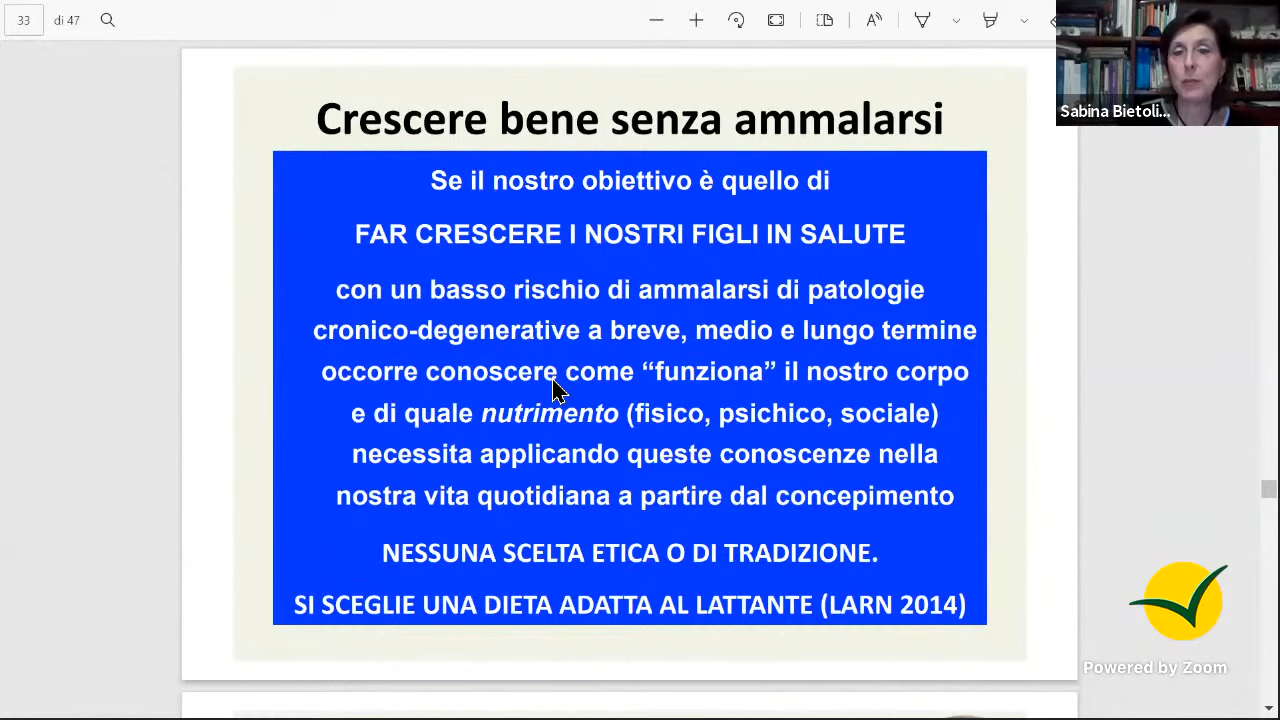 33 di 47
Sabina Bietoli...
Crescere bene senza ammalarsi
Se il nostro obiettivo è quello di
FAR CRESCERE I NOSTRI FIGLI IN SALUTE
con un basso rischio di ammalarsi di patologie
cronico-degenerative a breve, medio e lungo termine
occorre conoscere come “funziona” il nostro corpo
e di quale nutrimento (fisico, psichico, sociale)
necessita applicando queste conoscenze nella
nostra vita quotidiana a partire dal concepimento
NESSUNA SCELTA ETICA O DI TRADIZIONE.
SI SCEGLIE UNA DIETA ADATTA AL LATTANTE (LARN 2014)
Powered by Zoom